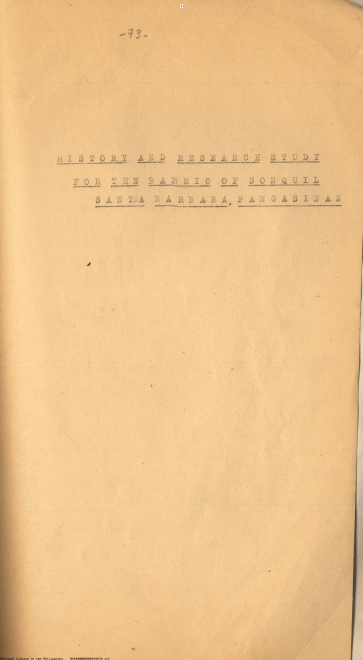 -73-
HISTORY AND RESEARCH STUDY
FOR THE BARRIO OF SONQUIL
SANTA BARBARA, PANGASINAN